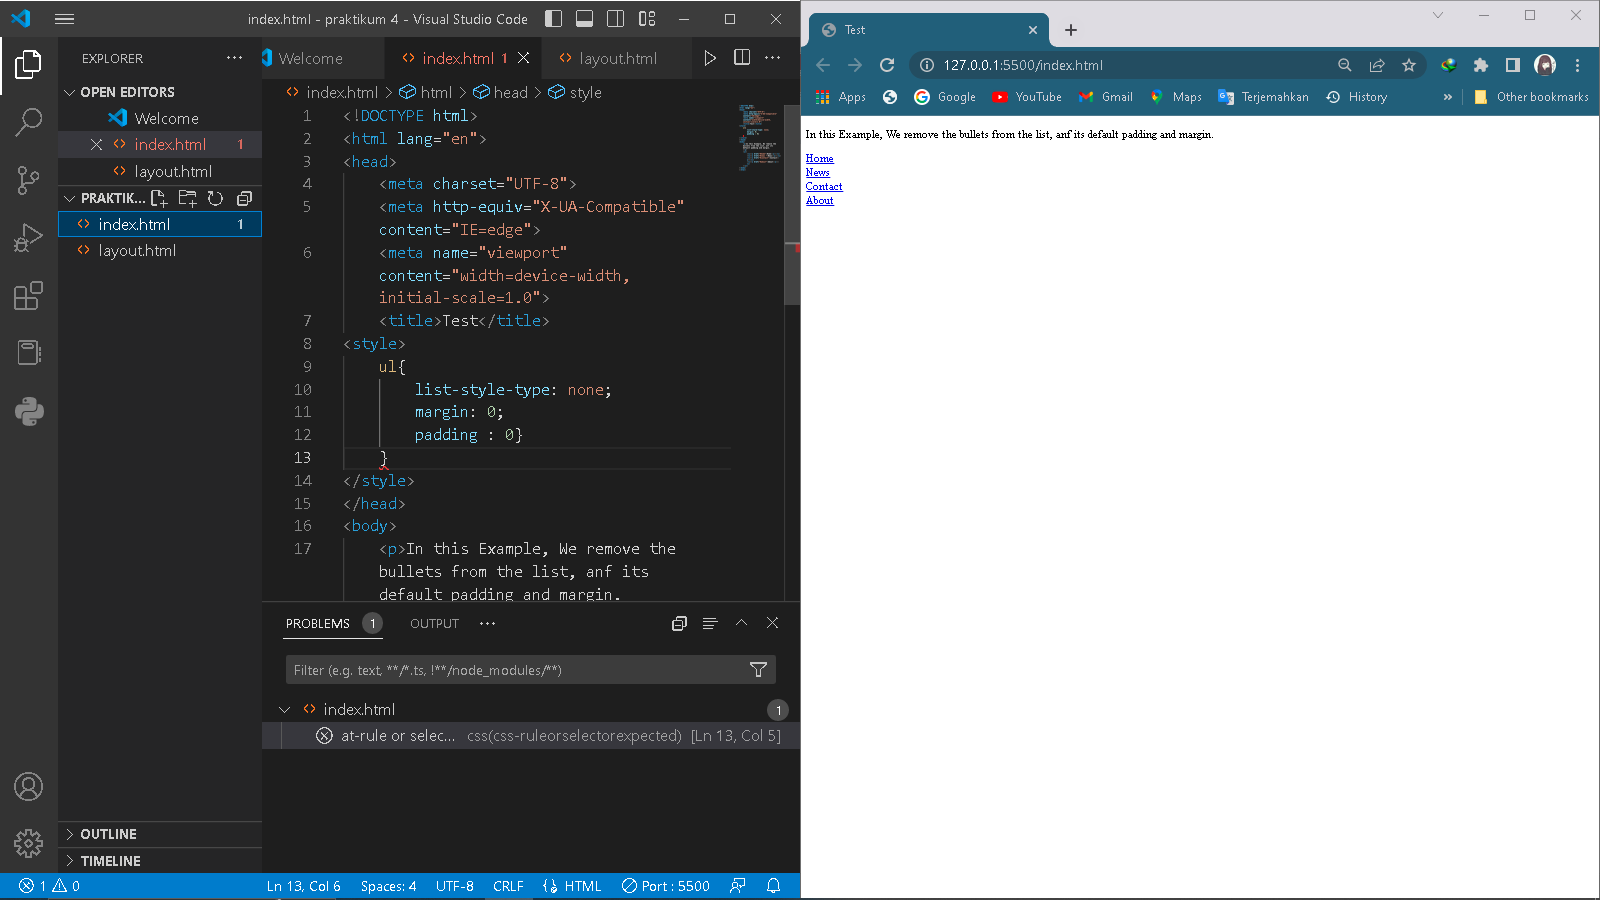 index.html - praktikum 4 - Visual Studio Code
EXPLORER
OPEN EDITORS
Welcome
index.html 1
layout.html
PRAKTIK...
index.html 1
layout.html
OUTLINE
TIMELINE
Welcome
index.html 1
layout.html
index.html > html > head > style
1 <!DOCTYPE html>
2 <html lang="en">
3 <head>
4 <meta charset="UTF-8">
5 <meta http-equiv="X-UA-Compatible"
content="IE=edge">
6 <meta name="viewport"
content="width=device-width,
initial-scale=1.0">
7 <title>Test</title>
8 <style>
9 ul{
10 list-style-type: none;
11 margin: 0;
12 padding : 0}
13 }
14 </style>
15 </head>
16 <body>
17 <p>In this Example, We remove the
bullets from the list, anf its
default padding and margin.
PROBLEMS 1 OUTPUT
Filter (e.g. text, **/*.ts, !**/node_modules/**)
index.html 1
at-rule or selec... css(css-ruleorselectorexpected) [Ln 13, Col 5]
1 0 Ln 13, Col 6 Spaces: 4 UTF-8 CRLF HTML Port : 5500
Test
127.0.0.1:5500/index.html
Apps Google YouTube Gmail Maps Terjemahkan History » Other bookmarks
In this Example, We remove the bullets from the list, anf its default padding and margin.
Home
News
Contact
About